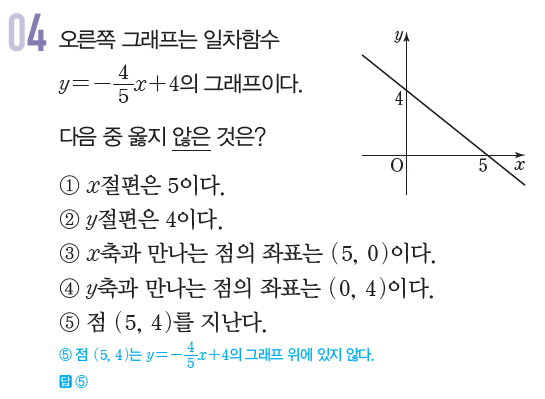 04 오른쪽 그래프는 일차함수
y=-4/5x+4의 그래프이다.
다음 중 옳지 않은 것은?
① x절편은 5이다.
② y절편은 4이다.
③ x축과 만나는 점의 좌표는 (5, 0)이다.
④ y축과 만나는 점의 좌표는 (0, 4)이다.
⑤ 점 (5, 4)를 지난다.
⑤ 점 (5, 4)는 y=-4/5x+4의 그래프 위에 있지 않다.
답 ⑤
y
4
O
5
x